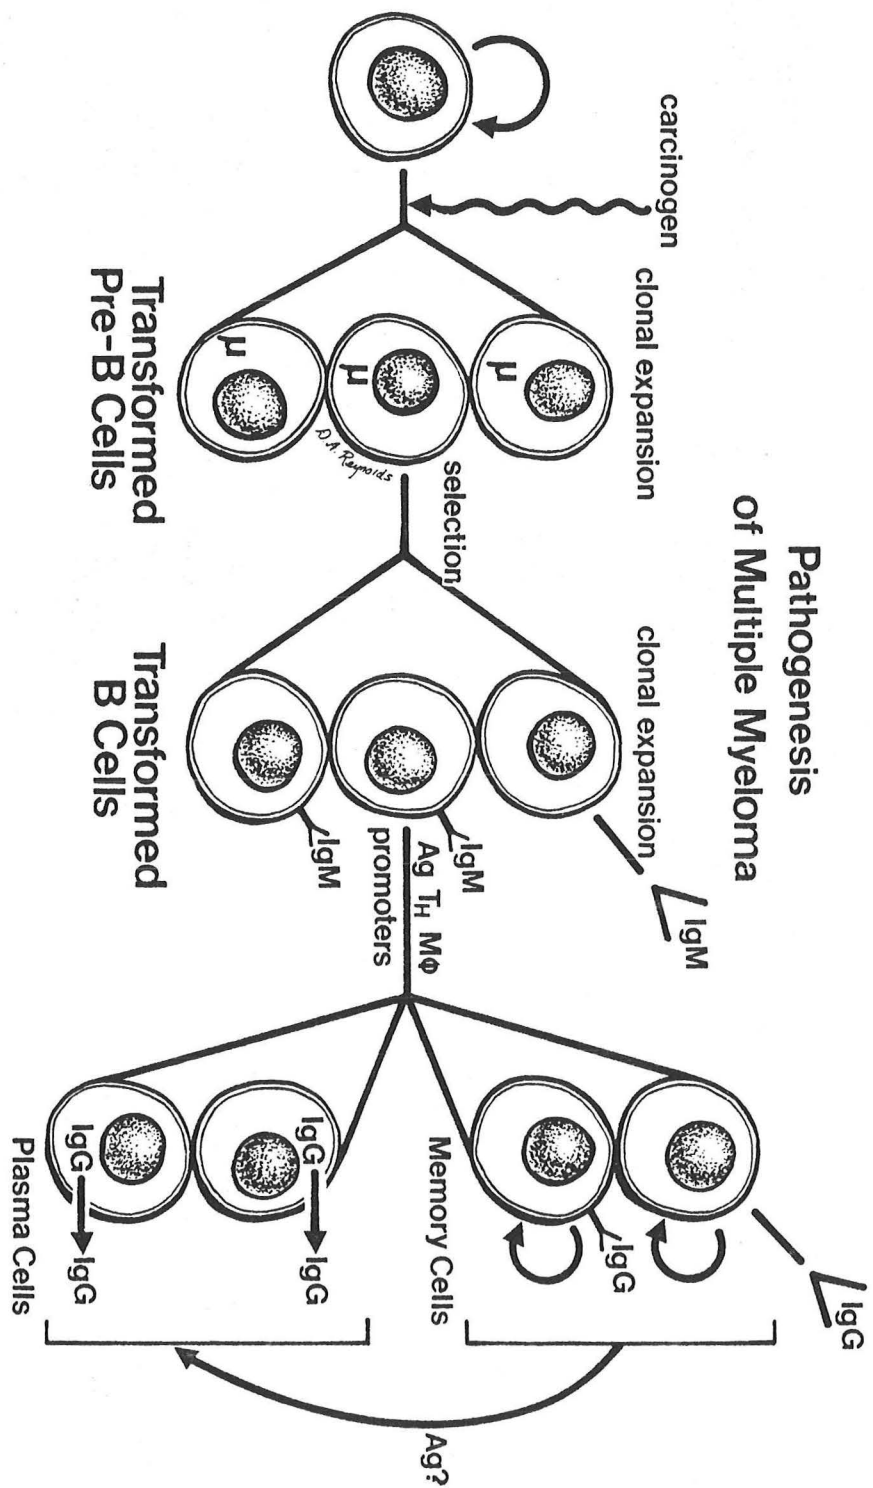 Pathogenesis
of Multiple Myeloma
carcinogen
clonal expansion
µ
µ
µ
D.A. Reynolds
Transformed
Pre-B Cells
selection
clonal expansion
IgM
IgM
IgM
Transformed
B Cells
Ag TH MΦ
promoters
IgG
IgG
Memory Cells
IgG IgG
IgG IgG
Plasma Cells
Ag?